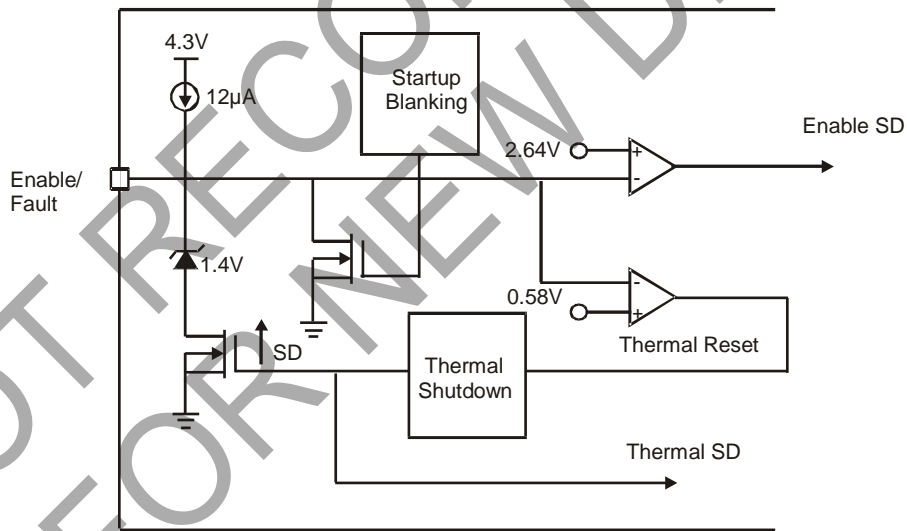 4.3V
12µA
Startup
Blanking
Enable SD
2.64V
Enable/
Fault
1.4V
0.58V
SD
Thermal Reset
Thermal
Shutdown
Thermal SD